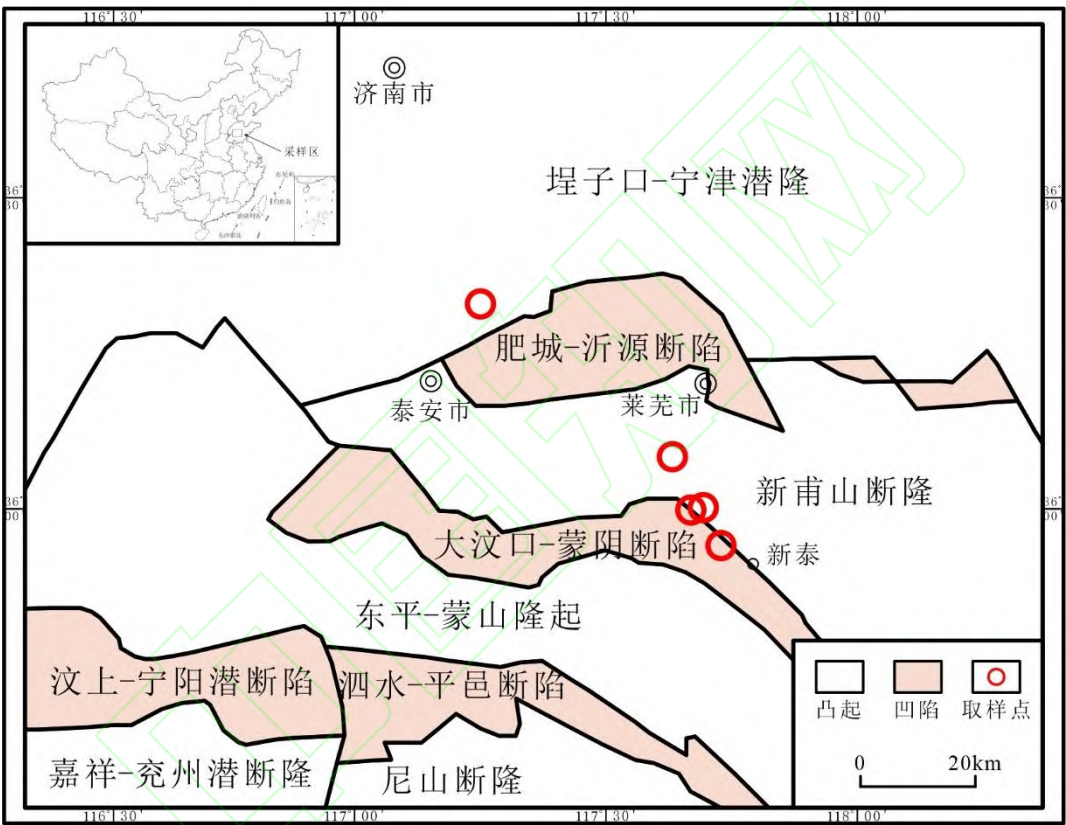 116°30′
117°00′
117°30′
118°00′
济南市
采样区
埕子口-宁津潜隆
36°
30′
36°
30′
肥城-沂源断陷
泰安市
莱芜市
新甫山断隆
36°
00′
36°
00′
大汶口-蒙阴断陷
新泰
东平-蒙山隆起
汶上-宁阳潜断陷
泗水-平邑断陷
凸起
凹陷
取样点
嘉祥-兖州潜断隆
尼山断隆
0
20km
116°30′
117°00′
117°30′
118°00′